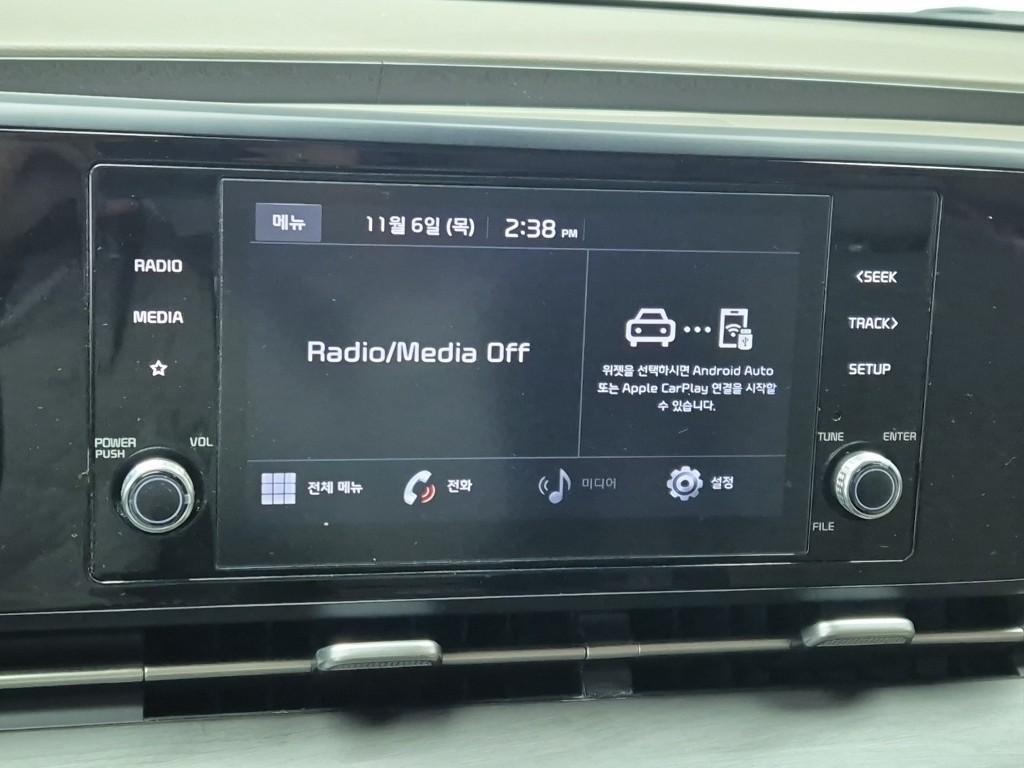 메뉴
11월 6일 (목)
2:38 PM
RADIO
MEDIA
POWER
PUSH
VOL
Radio/Media Off
위젯을 선택하시면 Android Auto
또는 Apple CarPlay 연결을 시작할
수 있습니다.
전체 메뉴
전화
미디어
설정
<SEEK
TRACK>
SETUP
TUNE
ENTER
FILE